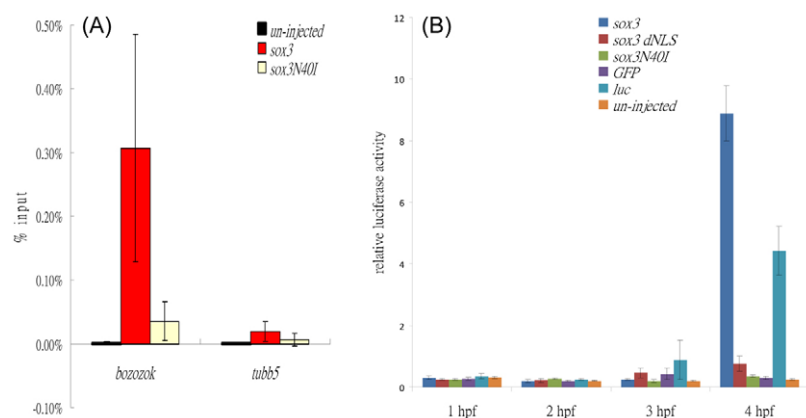 (A)
un-injected
sox3
sox3N40I
% input
0.50%
0.40%
0.30%
0.20%
0.10%
0.00%
-0.10%
bozozok
tubb5
(B)
sox3
sox3 dNLS
sox3N40I
GFP
luc
un-injected
relative luciferase activity
12
10
8
6
4
2
0
1 hpf
2 hpf
3 hpf
4 hpf